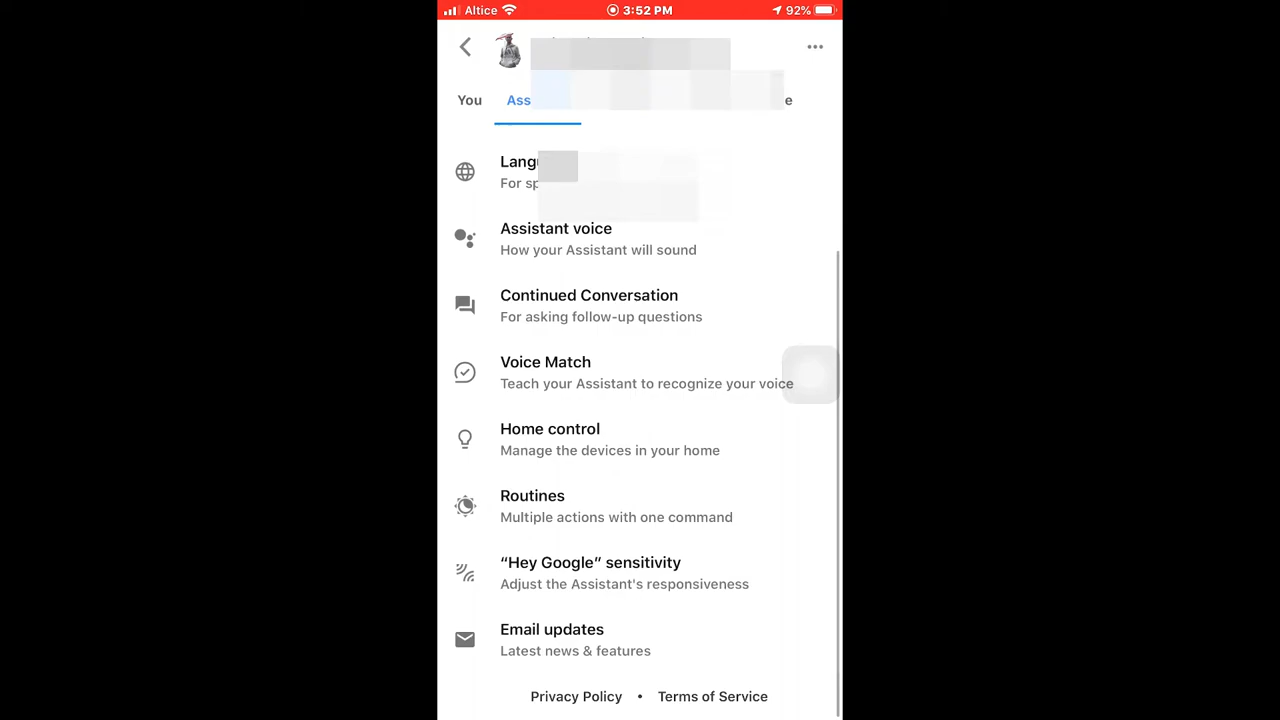 Altice 3:52 PM 92%
You Ass e
Lang
For sp
Assistant voice
How your Assistant will sound
Continued Conversation
For asking follow-up questions
Voice Match
Teach your Assistant to recognize your voice
Home control
Manage the devices in your home
Routines
Multiple actions with one command
“Hey Google” sensitivity
Adjust the Assistant's responsiveness
Email updates
Latest news & features
Privacy Policy • Terms of Service